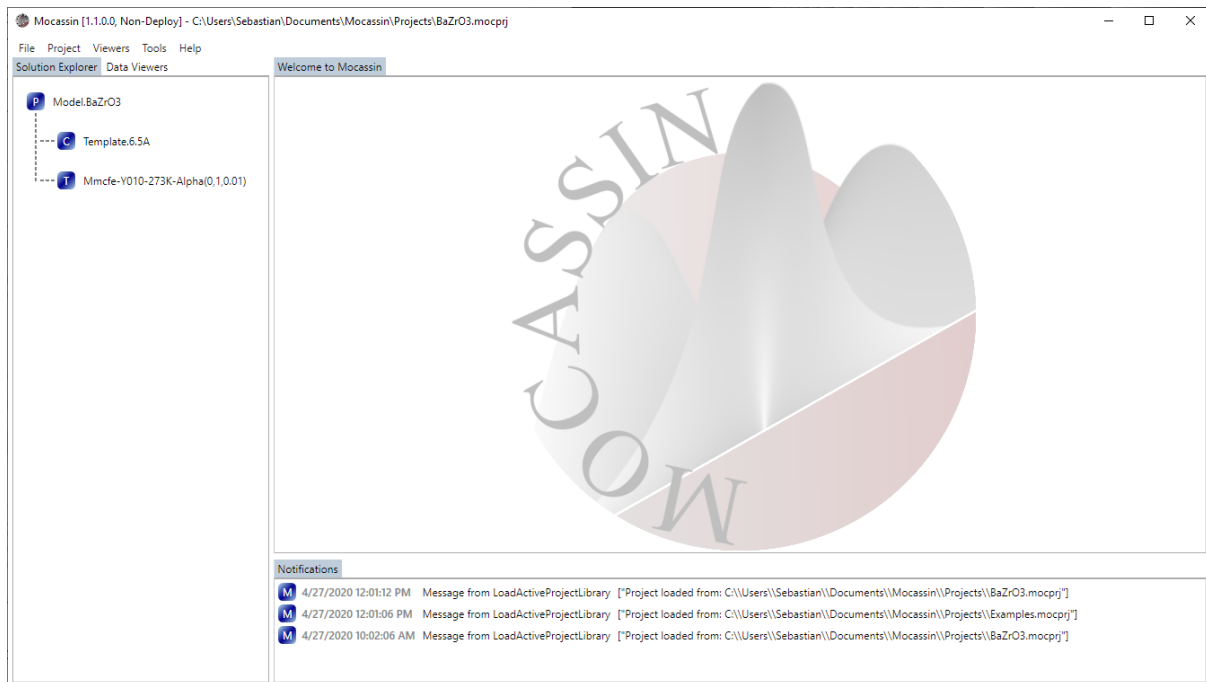 Mocassin [1.1.0.0, Non-Deploy] - C:\Users\Sebastian\Documents\Mocassin\Projects\BaZrO3.mocprj
File Project Viewers Tools Help
Solution Explorer Data Viewers
Welcome to Mocassin
P Model.BaZrO3
C Template.6.5A
T Mmcfe-Y010-273K-Alpha(0,1,0.01)
MOCASSIN
Notifications
M 4/27/2020 12:01:12 PM Message from LoadActiveProjectLibrary ["Project loaded from: C:\\Users\\Sebastian\\Documents\\Mocassin\\Projects\\BaZrO3.mocprj"]
M 4/27/2020 12:01:06 PM Message from LoadActiveProjectLibrary ["Project loaded from: C:\\Users\\Sebastian\\Documents\\Mocassin\\Projects\\Examples.mocprj"]
M 4/27/2020 10:02:06 AM Message from LoadActiveProjectLibrary ["Project loaded from: C:\\Users\\Sebastian\\Documents\\Mocassin\\Projects\\BaZrO3.mocprj"]